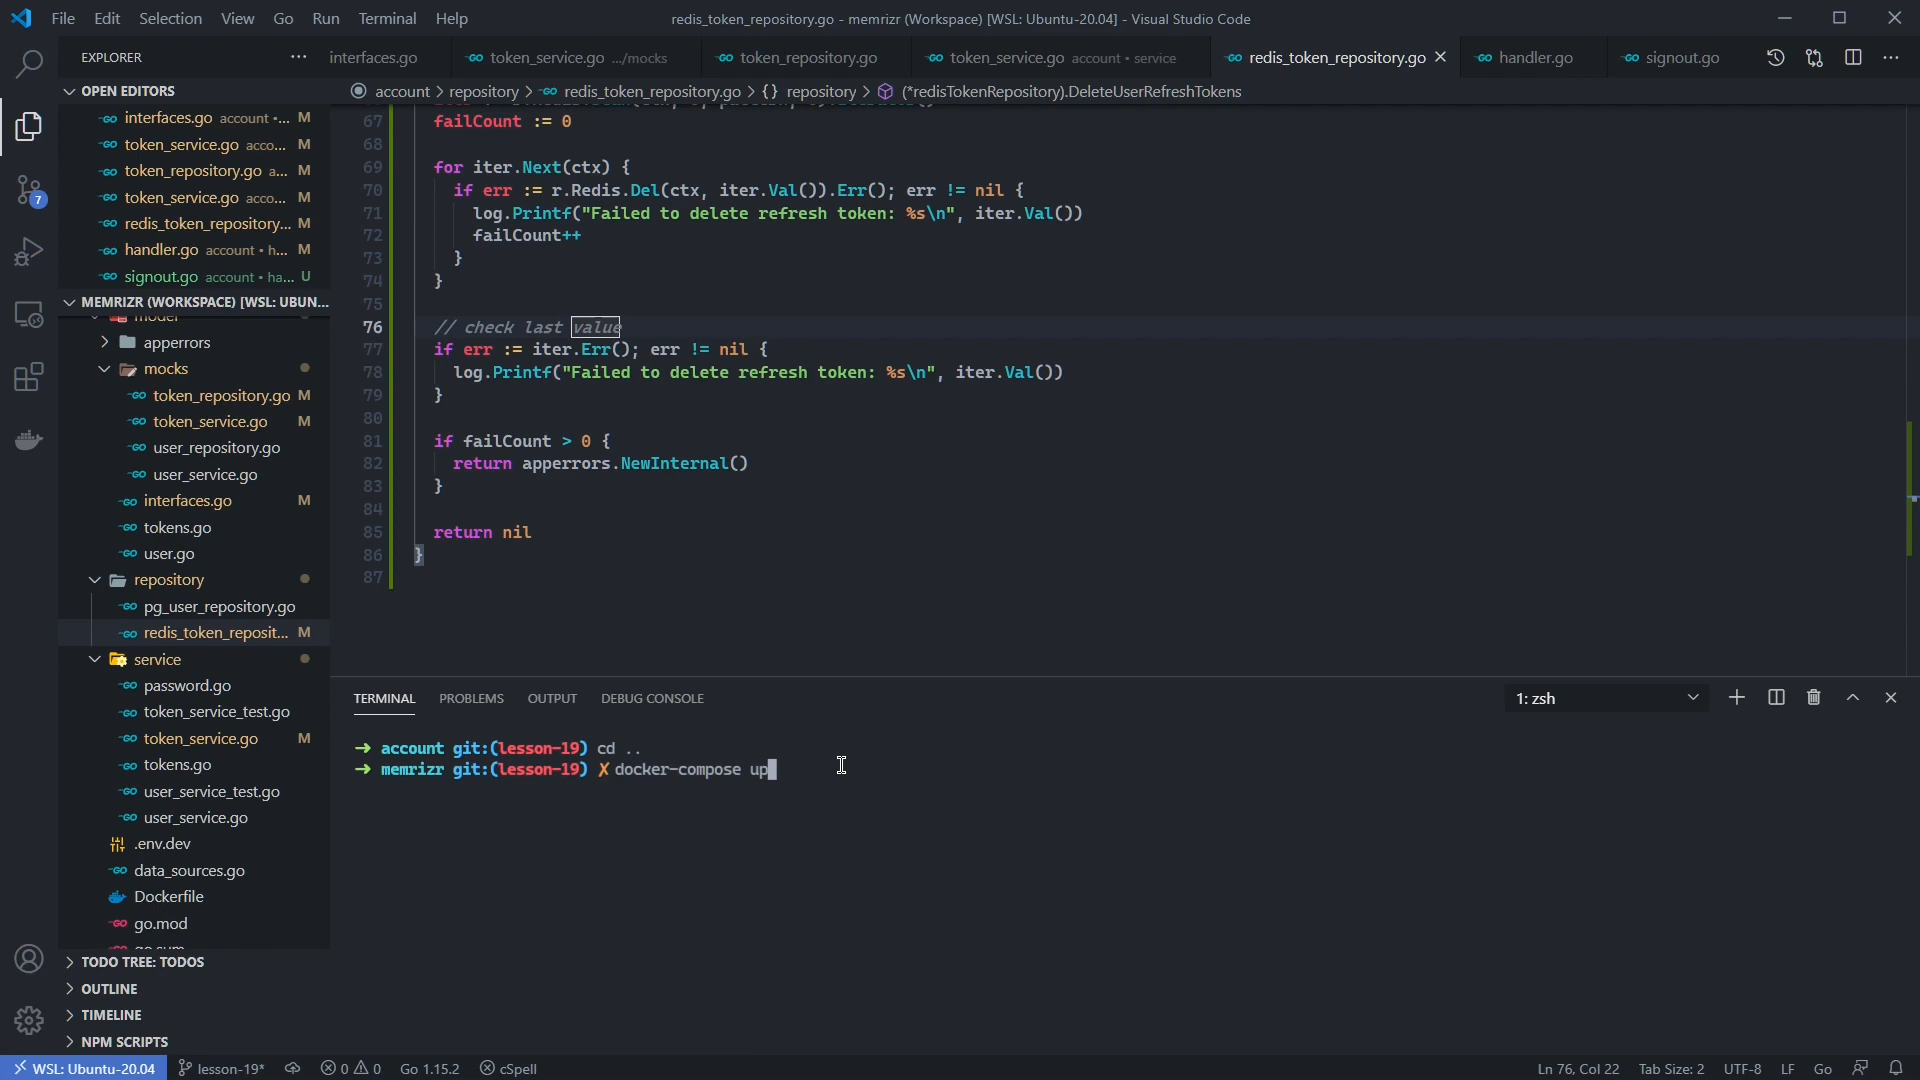 File Edit Selection View Go Run Terminal Help
redis_token_repository.go - memrizr (Workspace) [WSL: Ubuntu-20.04] - Visual Studio Code
EXPLORER
interfaces.go token_service.go .../mocks token_repository.go token_service.go account • service redis_token_repository.go handler.go signout.go
OPEN EDITORS
account > repository > redis_token_repository.go > {} repository > (*redisTokenRepository).DeleteUserRefreshTokens
interfaces.go account •... M
token_service.go acco... M
token_repository.go a... M
token_service.go acco... M
redis_token_repository... M
handler.go account • h... M
signout.go account • ha... U
MEMRIZR (WORKSPACE) [WSL: UBUN...
model
apperrors
mocks
token_repository.go M
token_service.go M
user_repository.go
user_service.go
interfaces.go M
tokens.go
user.go
repository
pg_user_repository.go
redis_token_reposit... M
service
password.go
token_service_test.go
token_service.go M
tokens.go
user_service_test.go
user_service.go
.env.dev
data_sources.go
Dockerfile
go.mod
go.sum
TODO TREE: TODOS
OUTLINE
TIMELINE
NPM SCRIPTS
67 failCount := 0
68
69 for iter.Next(ctx) {
70 if err := r.Redis.Del(ctx, iter.Val()).Err(); err != nil {
71 log.Printf("Failed to delete refresh token: %s\n", iter.Val())
72 failCount++
73 }
74 }
75
76 // check last value
77 if err := iter.Err(); err != nil {
78 log.Printf("Failed to delete refresh token: %s\n", iter.Val())
79 }
80
81 if failCount > 0 {
82 return apperrors.NewInternal()
83 }
84
85 return nil
86 }
87
TERMINAL PROBLEMS OUTPUT DEBUG CONSOLE
1: zsh
→ account git:(lesson-19) cd ..
→ memrizr git:(lesson-19) ✗ docker-compose up
WSL: Ubuntu-20.04 lesson-19* 0 0 Go 1.15.2 cSpell
Ln 76, Col 22 Tab Size: 2 UTF-8 LF Go
7